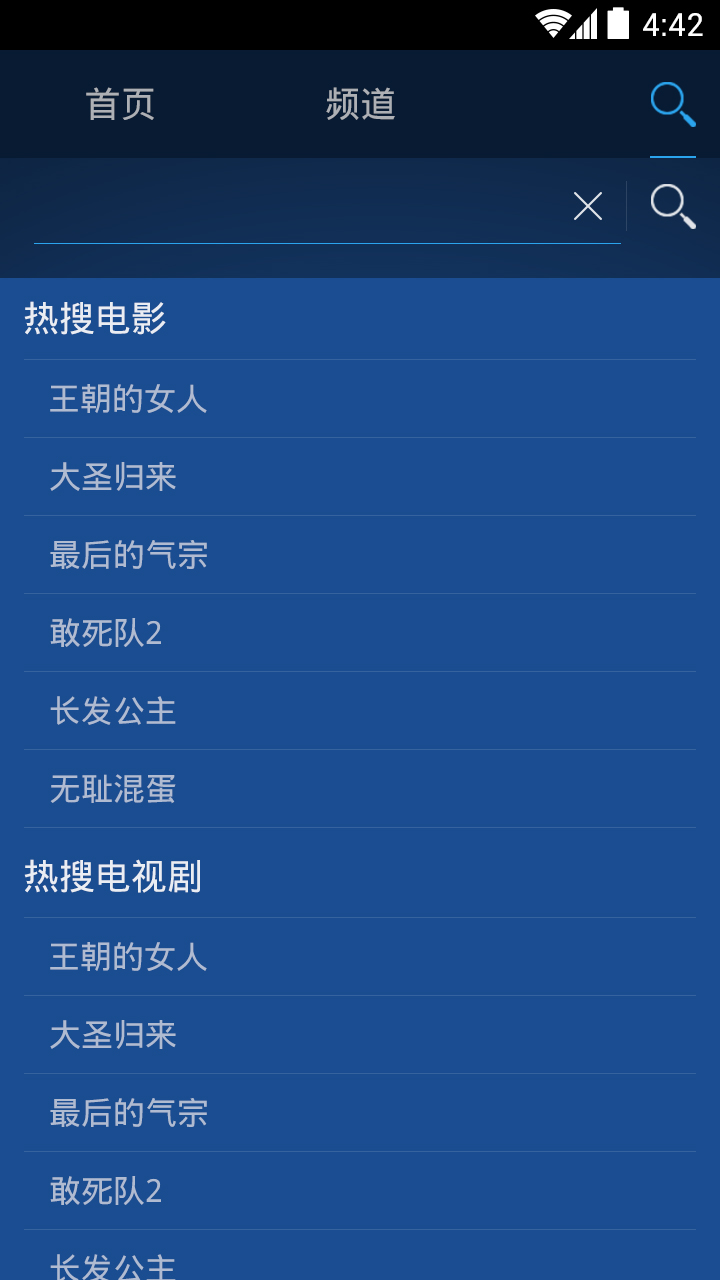 4:42
首页 频道
热搜电影
王朝的女人
大圣归来
最后的气宗
敢死队2
长发公主
无耻混蛋
热搜电视剧
王朝的女人
大圣归来
最后的气宗
敢死队2
长发公主